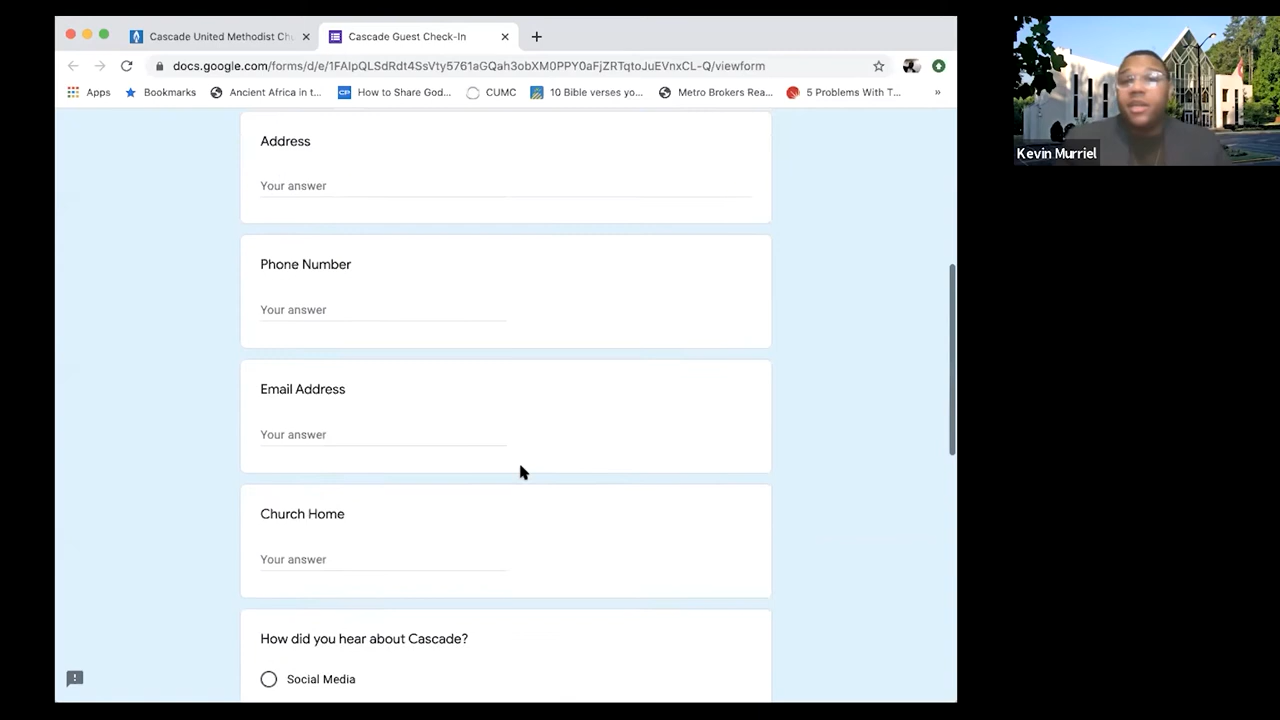 Cascade United Methodist Chu
Cascade Guest Check-In
docs.google.com/forms/d/e/1FAIpQLSdRdt4SsVty5761aGQah3obXM0PPY0aFjZRTqtoJuEVnxCL-Q/viewform
Apps
Bookmarks
Ancient Africa in t...
CP
How to Share God...
CUMC
10 Bible verses yo...
Metro Brokers Rea...
5 Problems With T...
»
Kevin Murriel
Address
Your answer
Phone Number
Your answer
Email Address
Your answer
Church Home
Your answer
How did you hear about Cascade?
Social Media